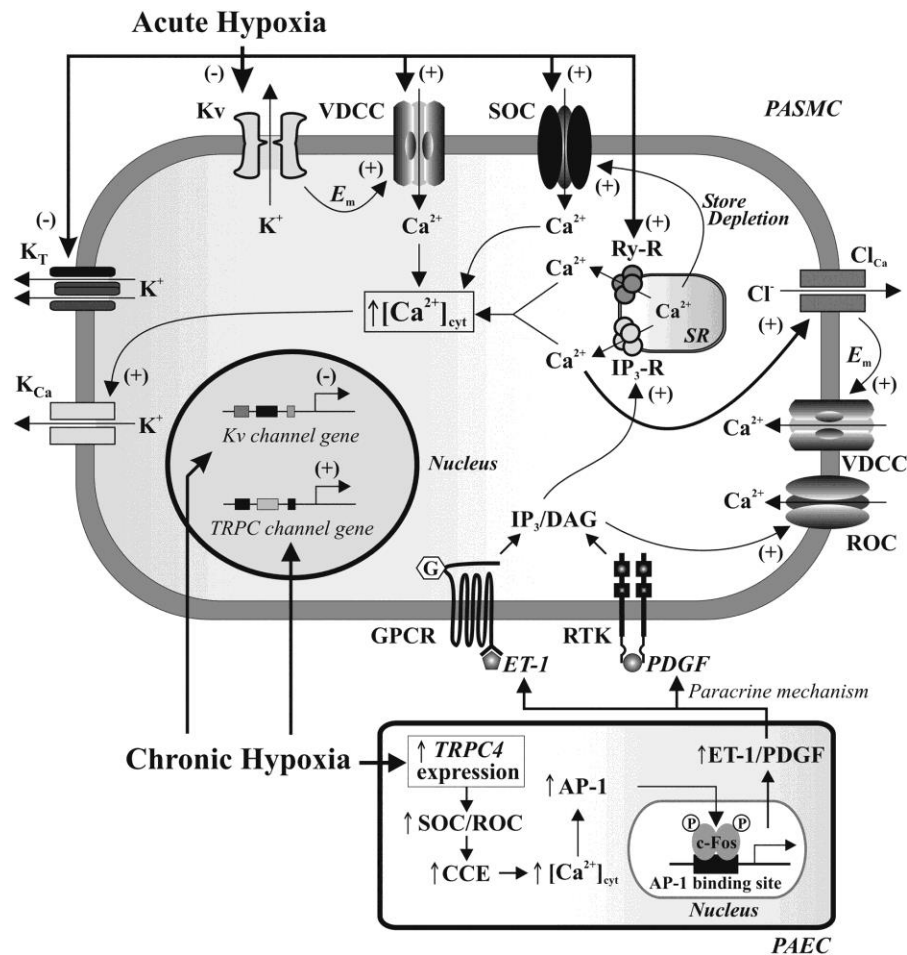 Acute Hypoxia
(-)
(+)
(+)
Kv
VDCC
SOC
PASMC
(+)
(+)
Em
Store
Depletion
K+
Ca2+
Ca2+
(+)
(-)
KT
K+
Ry-R
ClCa
Ca2+
Ca2+
Cl-
↑[Ca2+]cyt
SR
(+)
Ca2+
IP3-R
Em
(+)
(+)
(+)
KCa
K+
(-)
Kv channel gene
Nucleus
Ca2+
VDCC
(+)
TRPC channel gene
Ca2+
IP3/DAG
(+)
ROC
G
GPCR
RTK
ET-1
PDGF
Paracrine mechanism
Chronic Hypoxia
↑ TRPC4
expression
↑ET-1/PDGF
↑ AP-1
↑ SOC/ROC
P
P
c-Fos
↑ CCE
↑ [Ca2+]cyt
AP-1 binding site
Nucleus
PAEC